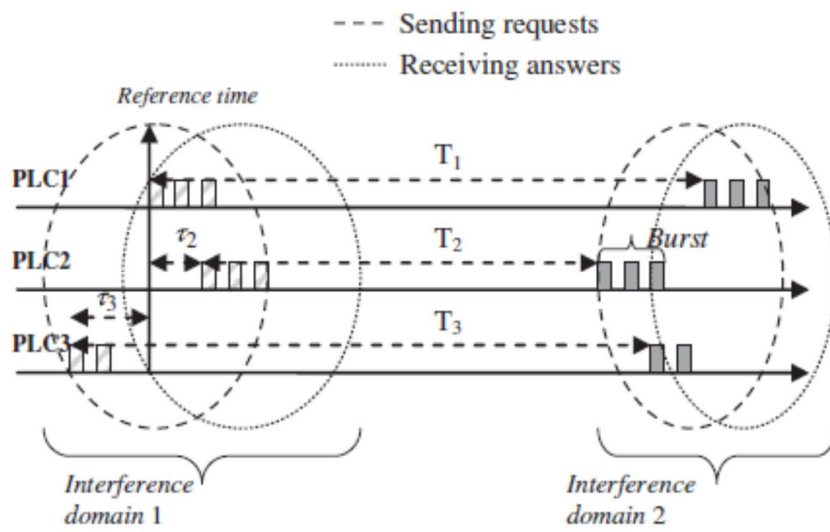 Sending requests
Receiving answers
Reference time
PLC1
T₁
PLC2
τ₂
T₂
Burst
PLC3
τ₃
T₃
Interference
domain 1
Interference
domain 2